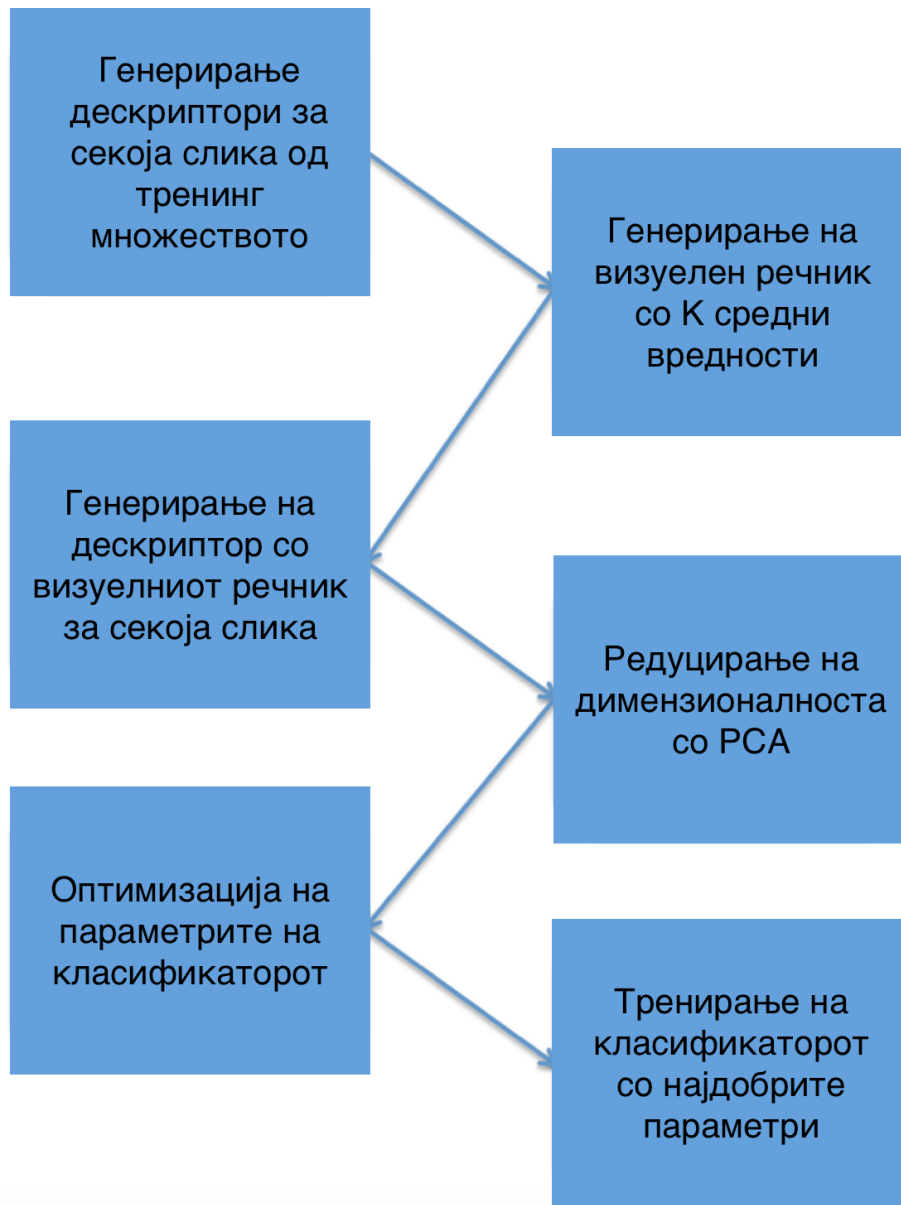 Генерирање
дескриптори за
секоја слика од
тренинг
множеството
Генерирање на
визуелен речник
со К средни
вредности
Генерирање на
дескриптор со
визуелниот речник
за секоја слика
Редуцирање на
димензионалноста
со PCA
Оптимизација на
параметрите на
класификаторот
Тренирање на
класификаторот
со најдобрите
параметри